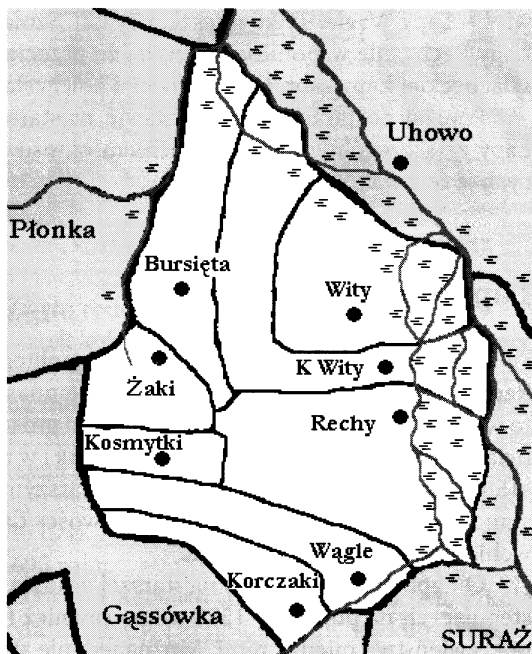 Uhowo
Płonka
Bursięta
Wity
K Wity
Żaki
Rechy
Kosmytki
Wągle
Korczaki
Gąssówka
SURAŻ